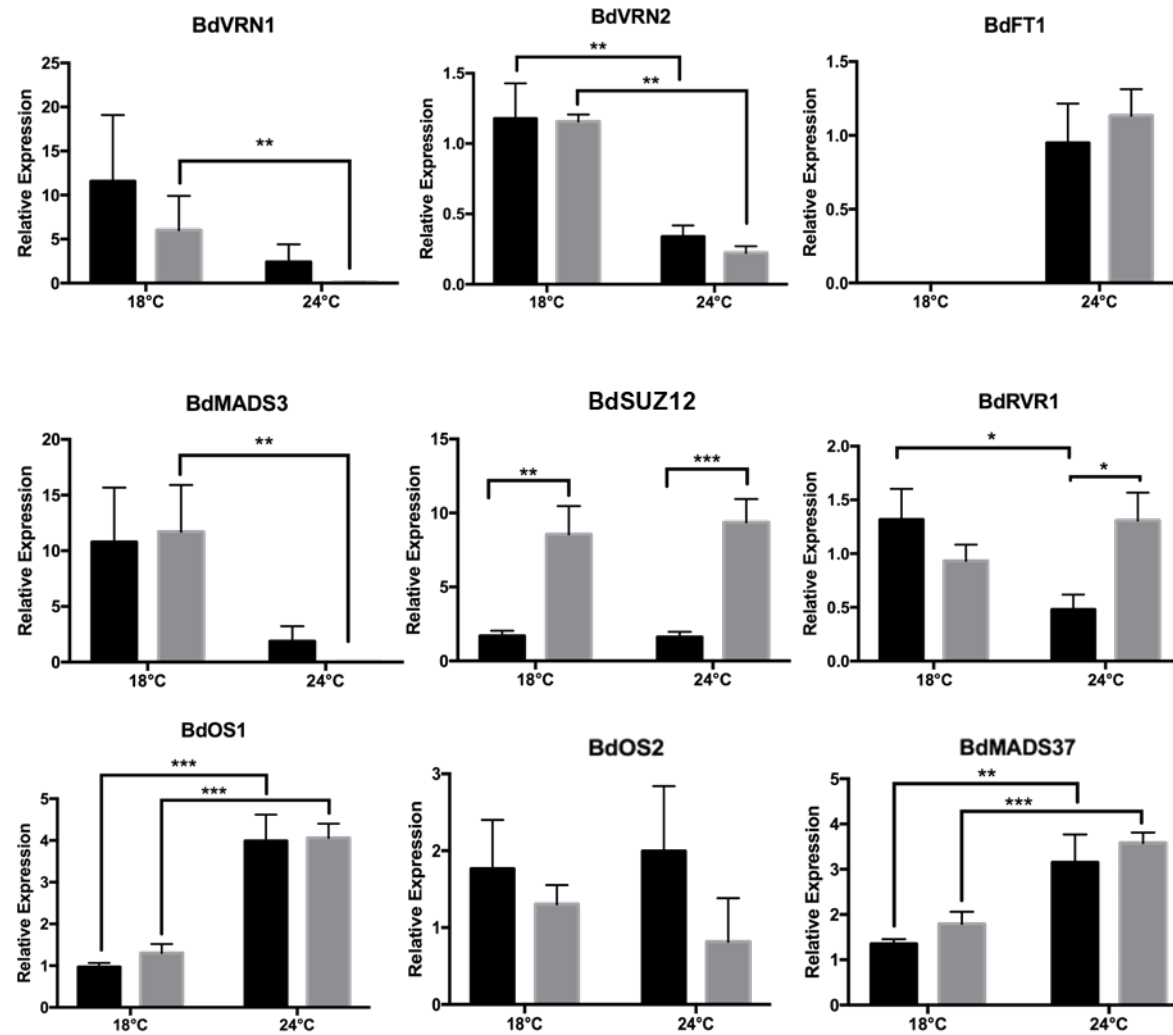 BdVRN1
Relative Expression
25
20
15
10
5
0
**
18°C 24°C
BdVRN2
Relative Expression
1.5
1.0
0.5
0.0
**
**
18°C 24°C
BdFT1
Relative Expression
1.5
1.0
0.5
0.0
18°C 24°C
BdMADS3
Relative Expression
20
15
10
5
0
**
18°C 24°C
BdSUZ12
Relative Expression
15
10
5
0
** ***
18°C 24°C
BdRVR1
Relative Expression
2.0
1.5
1.0
0.5
0.0
*
*
18°C 24°C
BdOS1
Relative Expression
5
4
3
2
1
0
***
***
18°C 24°C
BdOS2
Relative Expression
3
2
1
0
18°C 24°C
BdMADS37
Relative Expression
5
4
3
2
1
0
**
***
18°C 24°C